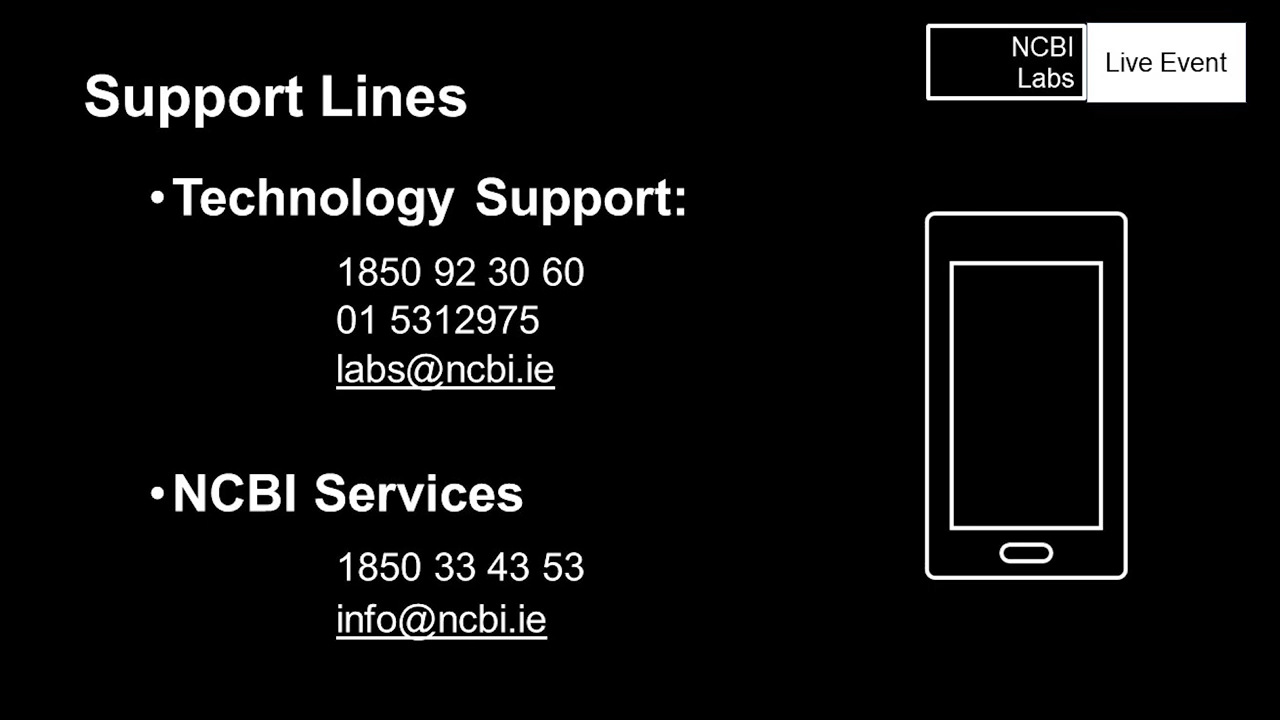 Support Lines
NCBI
Labs
Live Event
• Technology Support:
1850 92 30 60
01 5312975
labs@ncbi.ie
• NCBI Services
1850 33 43 53
info@ncbi.ie